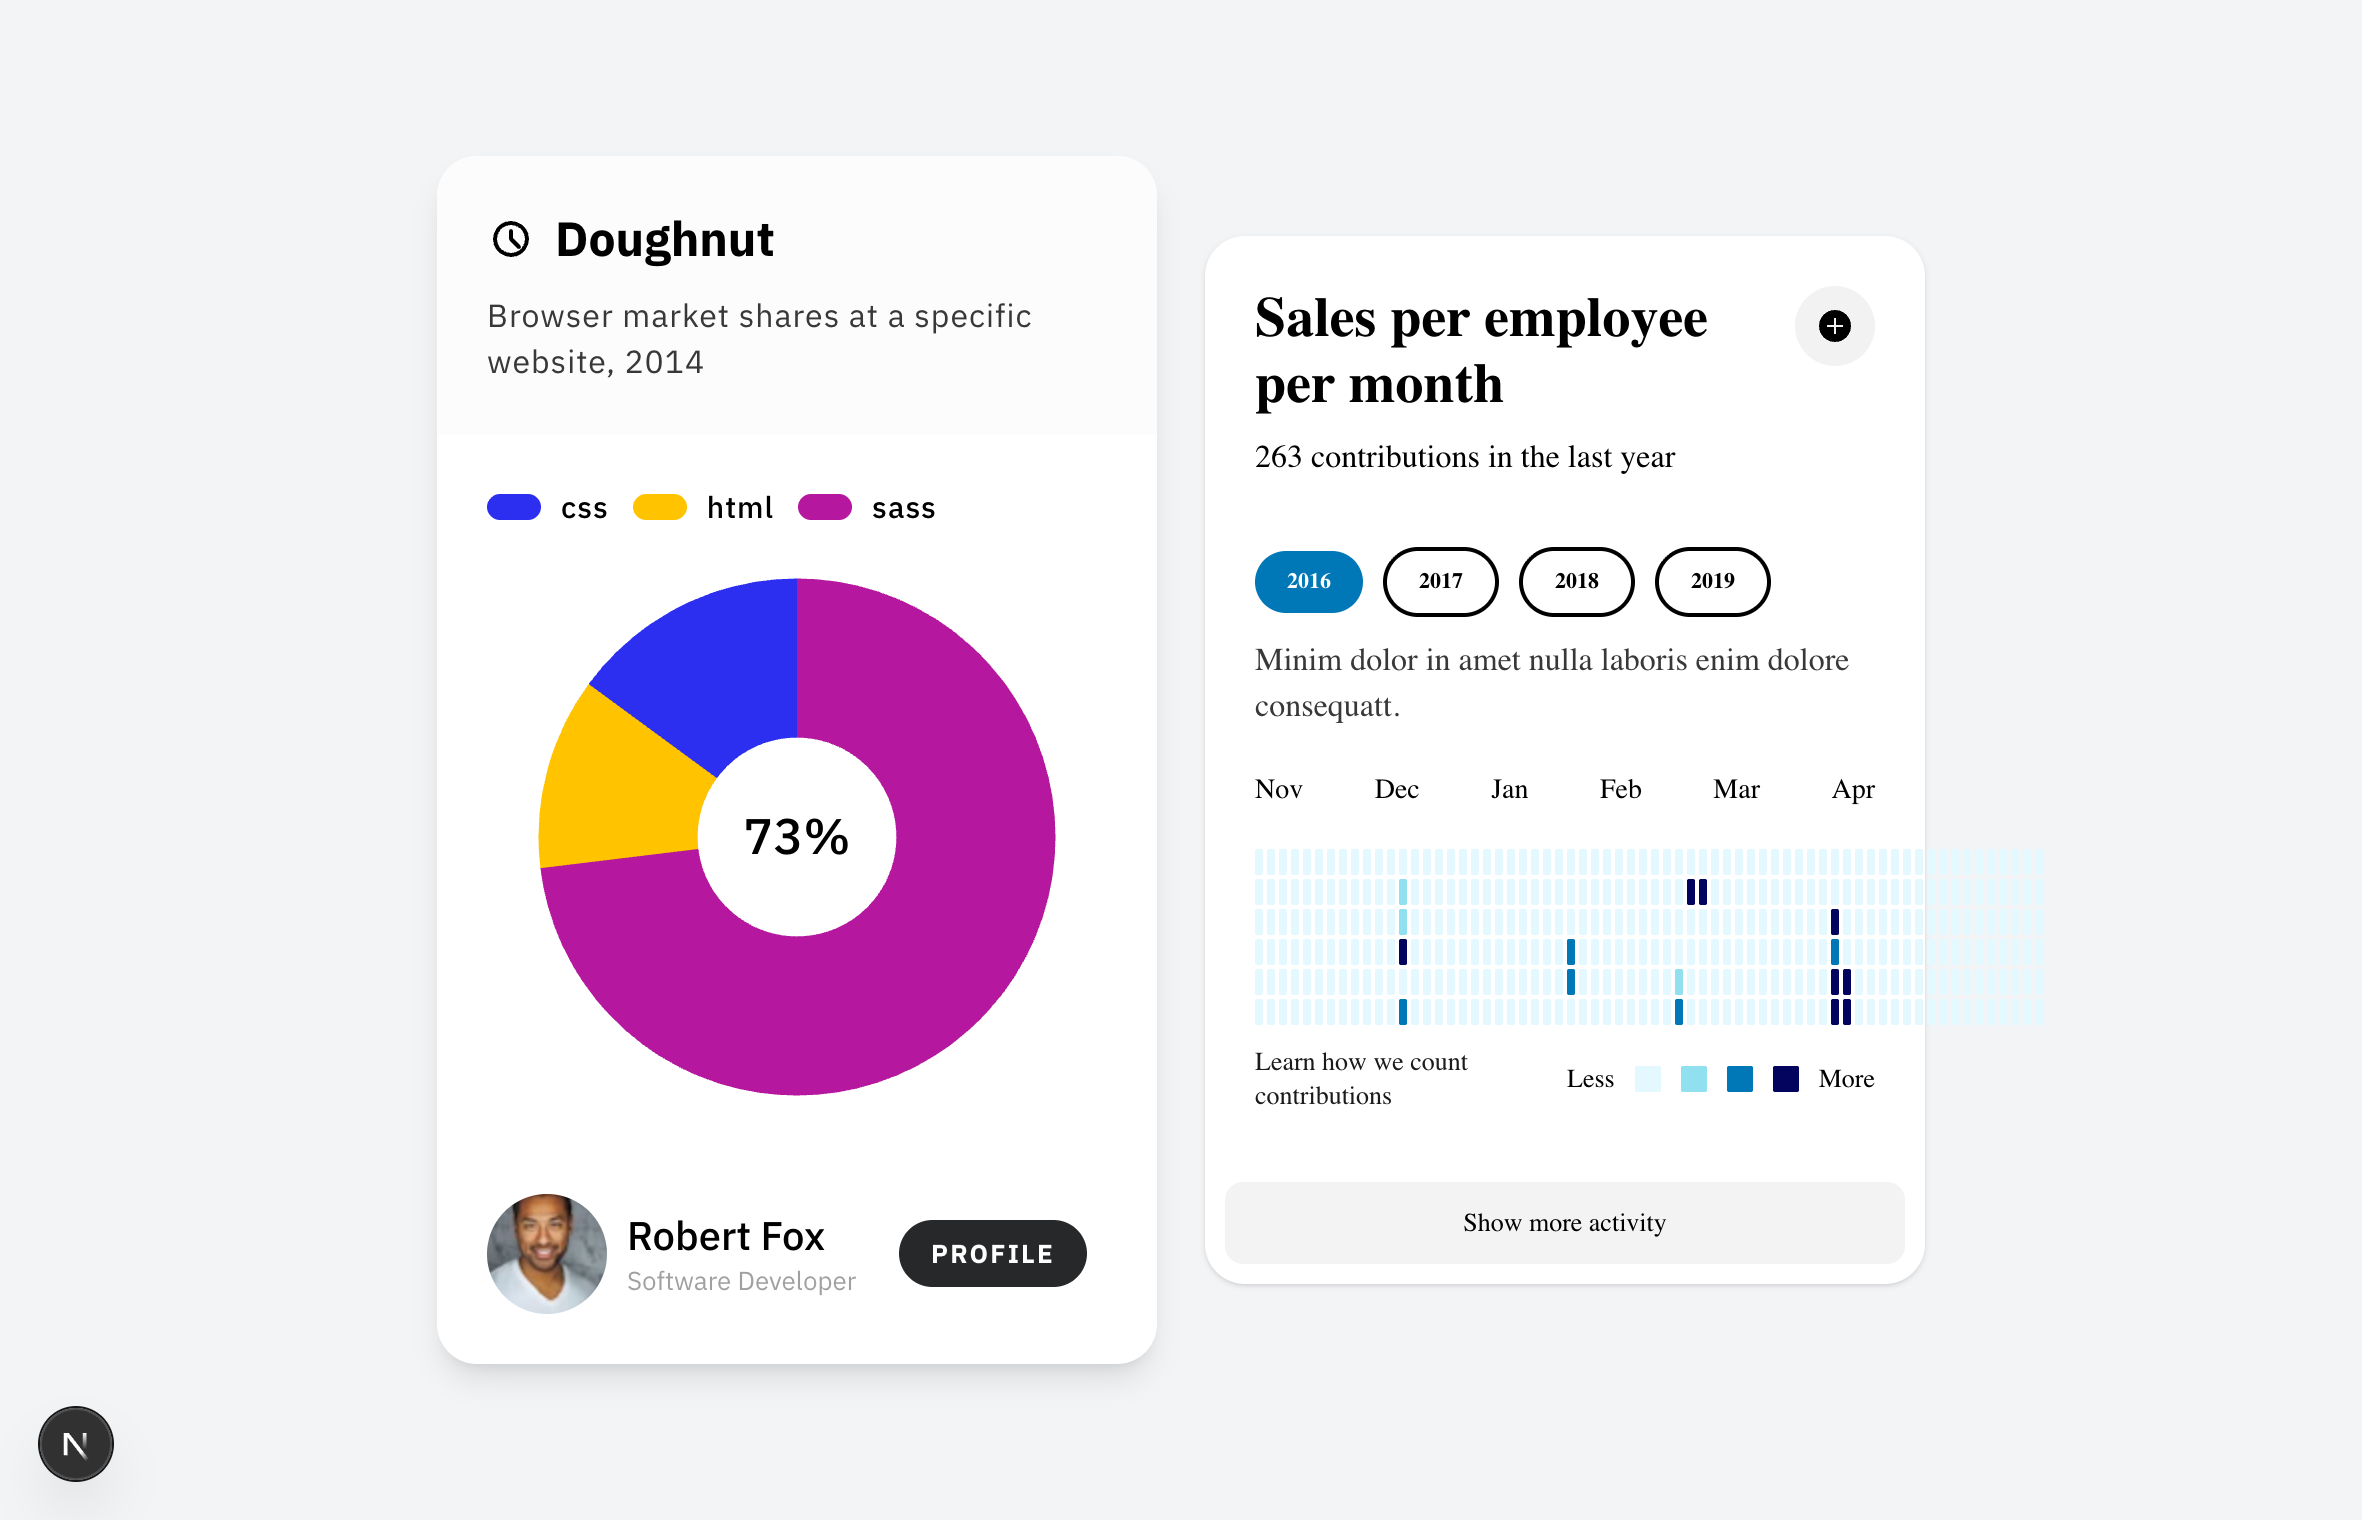 Doughnut
Browser market shares at a specific
website, 2014
css html sass
73%
Robert Fox
Software Developer
PROFILE
Sales per employee
per month
263 contributions in the last year
2016 2017 2018 2019
Minim dolor in amet nulla laboris enim dolore
consequatt.
Nov Dec Jan Feb Mar Apr
Learn how we count
contributions
Less More
Show more activity
N